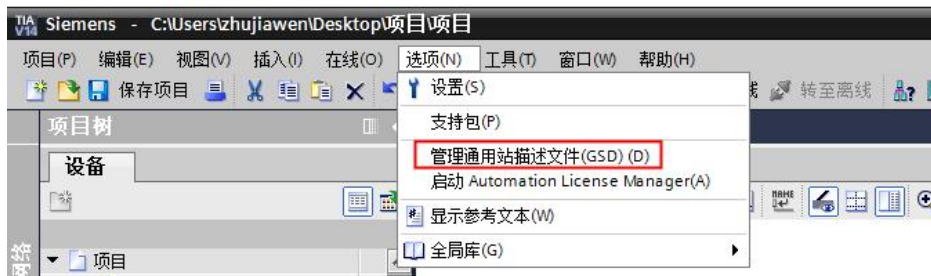 TIA V14 Siemens - C:\Users\zhujiawen\Desktop\项目\项目
项目(P) 编辑(E) 视图(V) 插入(I) 在线(O) 选项(N) 工具(T) 窗口(W) 帮助(H)
保存项目 设置(S) 转至离线
项目树 支持包(P)
管理通用站描述文件(GSD) (D)
设备
启动 Automation License Manager(A)
显示参考文本(W)
全局库(G)
项目